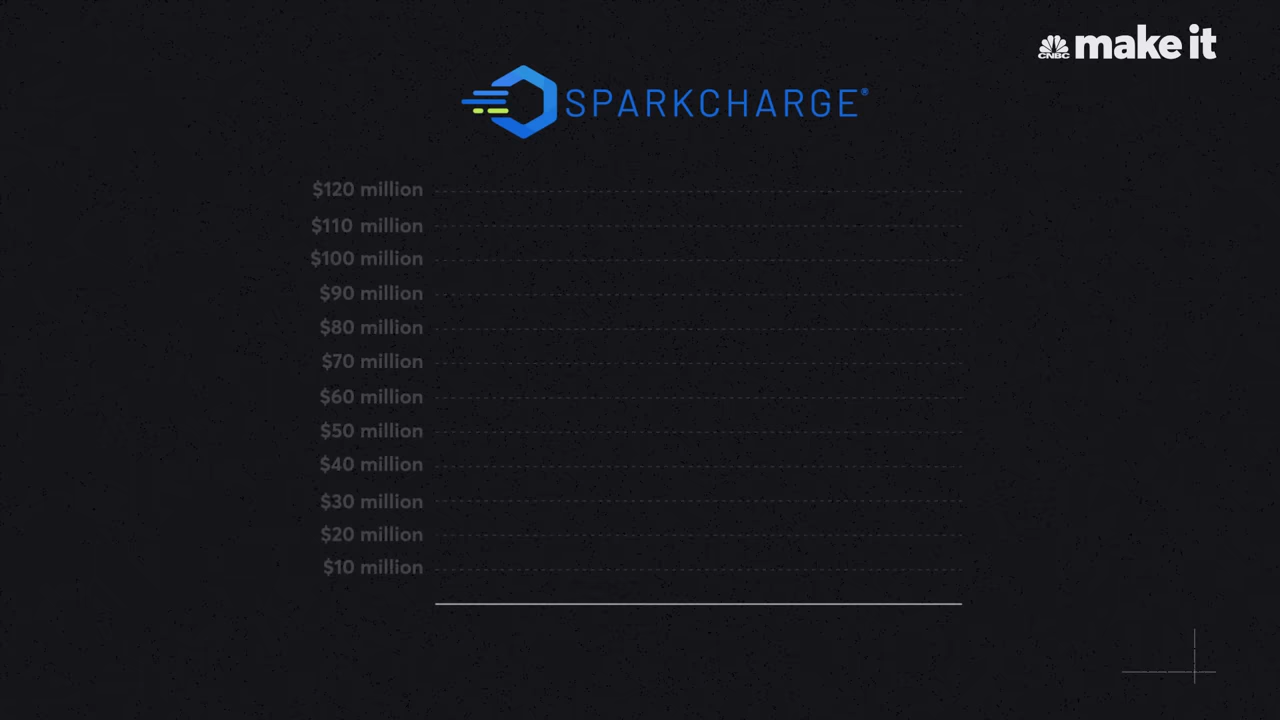 CNBC make it
SPARKCHARGE®
$120 million
$110 million
$100 million
$90 million
$80 million
$70 million
$60 million
$50 million
$40 million
$30 million
$20 million
$10 million